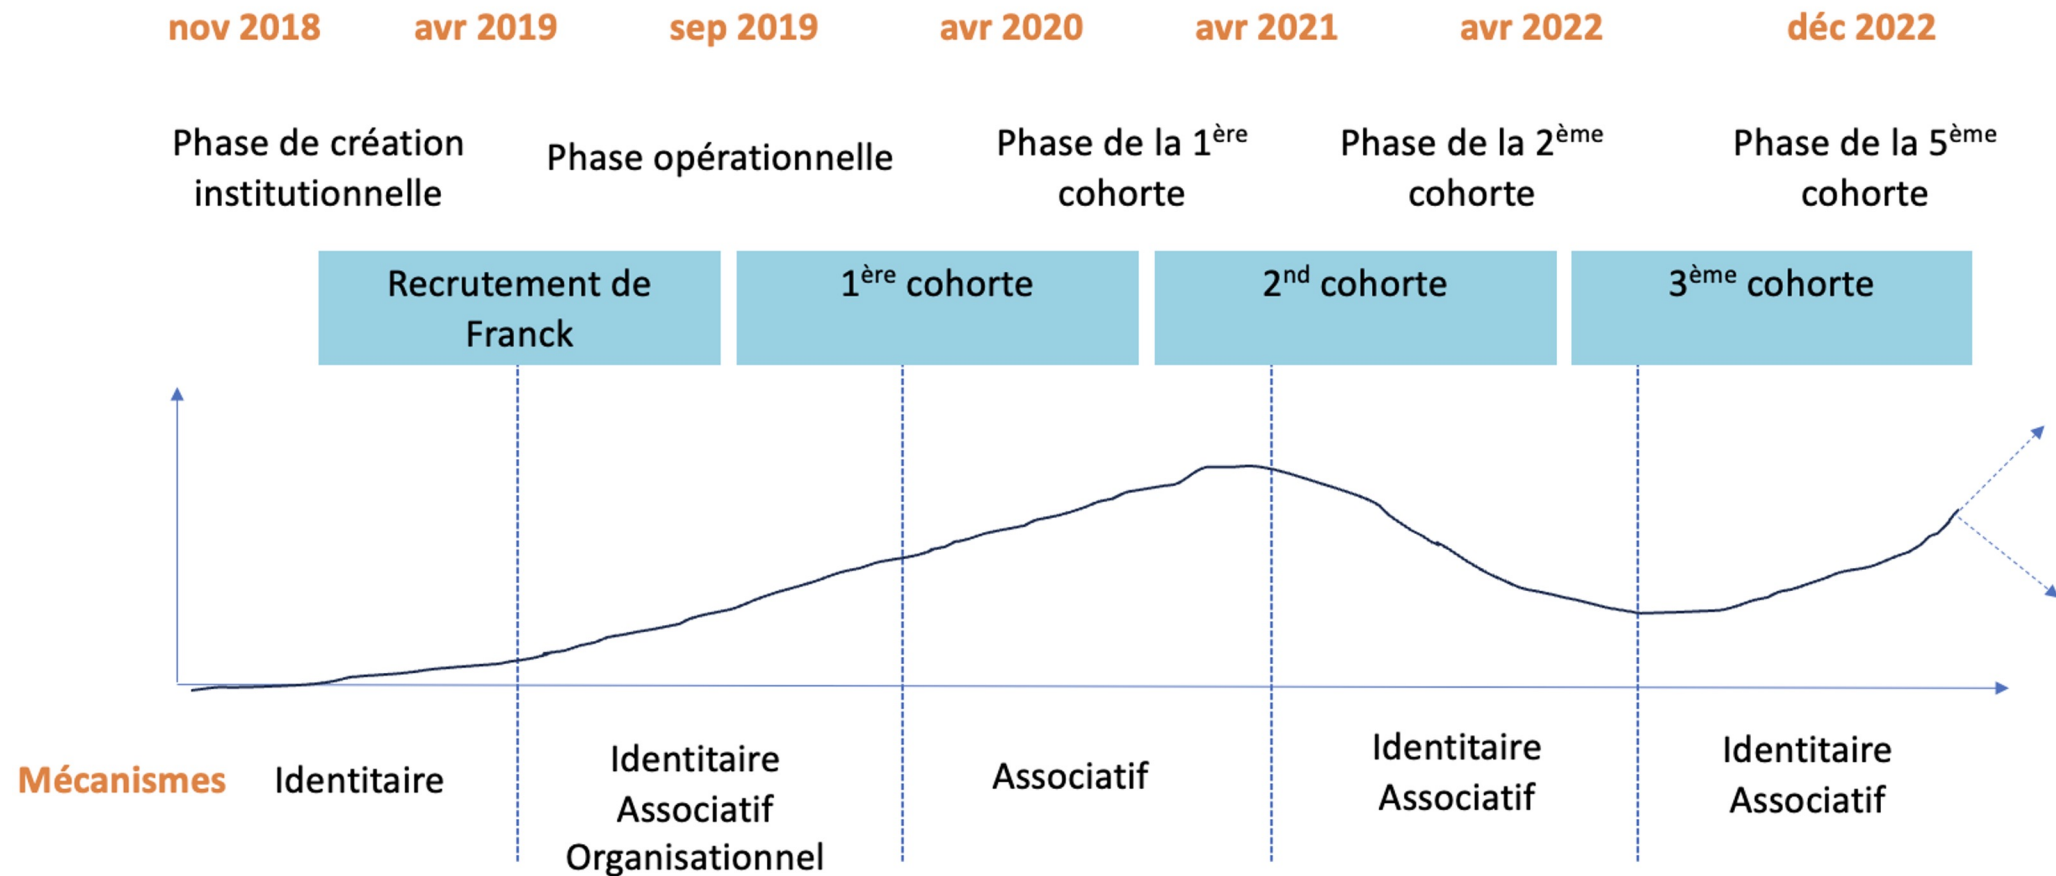 nov 2018 avr 2019 sep 2019 avr 2020 avr 2021 avr 2022 déc 2022
Phase de création
institutionnelle
Phase opérationnelle
Phase de la 1ère
cohorte
Phase de la 2ème
cohorte
Phase de la 5ème
cohorte
Recrutement de
Franck
1ère cohorte
2nd cohorte
3ème cohorte
Mécanismes
Identitaire
Identitaire
Associatif
Organisationnel
Associatif
Identitaire
Associatif
Identitaire
Associatif